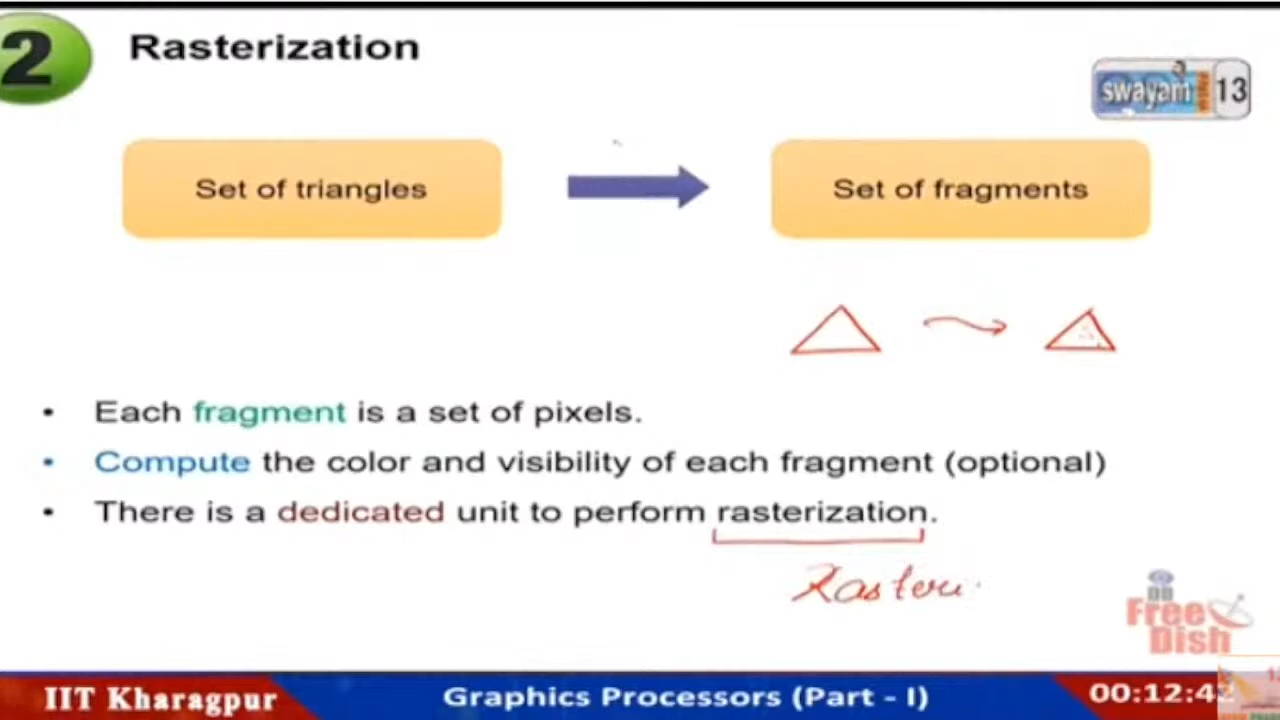 2 Rasterization
swayam 13
Set of triangles
Set of fragments
• Each fragment is a set of pixels.
• Compute the color and visibility of each fragment (optional)
• There is a dedicated unit to perform rasterization.
Rasteri
DD
Free
Dish
IIT Kharagpur
Graphics Processors (Part - I)
00:12:42